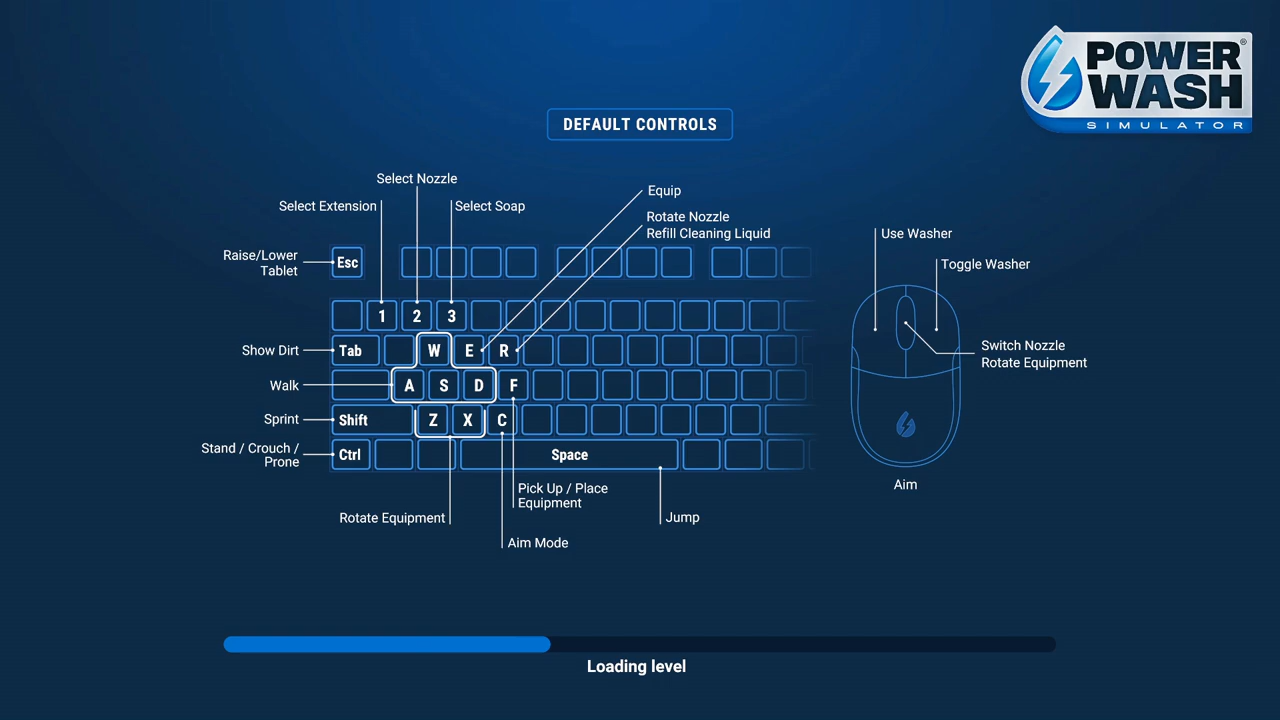 POWER
WASH®
SIMULATOR
DEFAULT CONTROLS
Select Nozzle
Select Extension
Select Soap
Equip
Rotate Nozzle
Refill Cleaning Liquid
Raise/Lower
Tablet
Esc
1 2 3
Show Dirt
Tab W E R
Walk
A S D F
Sprint
Shift Z X C
Stand / Crouch /
Prone
Ctrl Space
Pick Up / Place
Equipment
Rotate Equipment
Jump
Aim Mode
Use Washer
Toggle Washer
Switch Nozzle
Rotate Equipment
Aim
Loading level